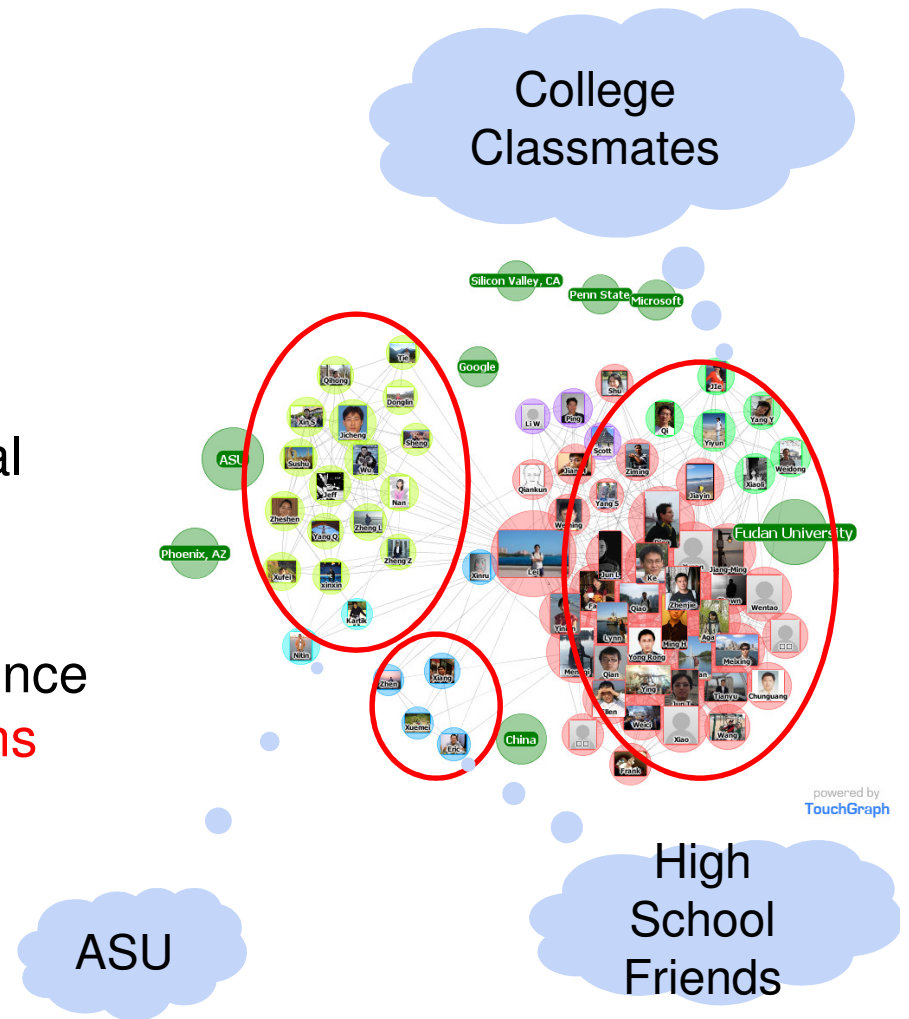 College
Classmates
Silicon Valley, CA
Penn State
Microsoft
Google
Tie
Qihong
Donglin
Xin S
Jicheng
Sheng
ASU
Sushu
Wu
Jeff
Nan
Zheshen
Zheng L
Yang Q
Zheng Z
Phoenix, AZ
Xufei
xinxin
Kartik
Nitin
Shu
Jie
Li W
Ping
Qi
Yang Y
Yiyun
Scott
Ziming
Weidong
Qiankun
Jiayin
Xiaoli
Yang S
Fudan University
Lei
Xinru
Jun L
Ke
Jiang-Ming
Qiao
Zhenjie
Wentao
Lynn
Aga
Ming H
Yong Rong
Meixing
Qian
Ying
Tianyu
Chunguang
Weici
Xiao
Wang
Frank
Zhen
Xiang
Xuemei
Eric
China
al
nce
ns
powered by
TouchGraph
ASU
High
School
Friends